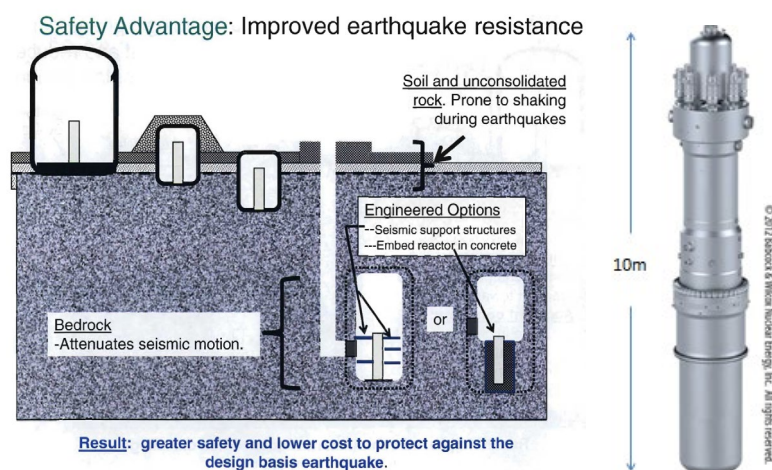 Safety Advantage: Improved earthquake resistance
Soil and unconsolidated
rock. Prone to shaking
during earthquakes
Engineered Options
--Seismic support structures
---Embed reactor in concrete
Bedrock
-Attenuates seismic motion.
or
Result: greater safety and lower cost to protect against the
design basis earthquake.
10m
© 2012 Babcock & Wilcox Nuclear Energy, Inc. All rights reserved.